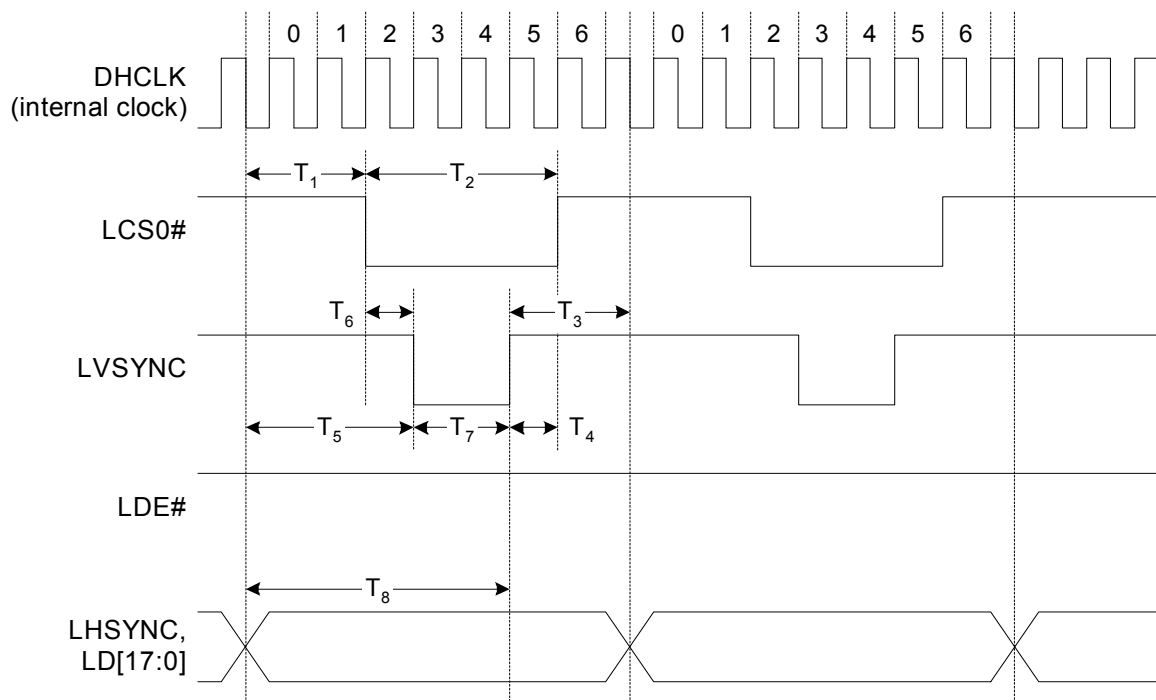 0 1 2 3 4 5 6 0 1 2 3 4 5 6
DHCLK
(internal clock)
T₁ T₂
LCS0#
T₆ T₃
LVSYNC
T₅ T₇ T₄
LDE#
T₈
LHSYNC,
LD[17:0]